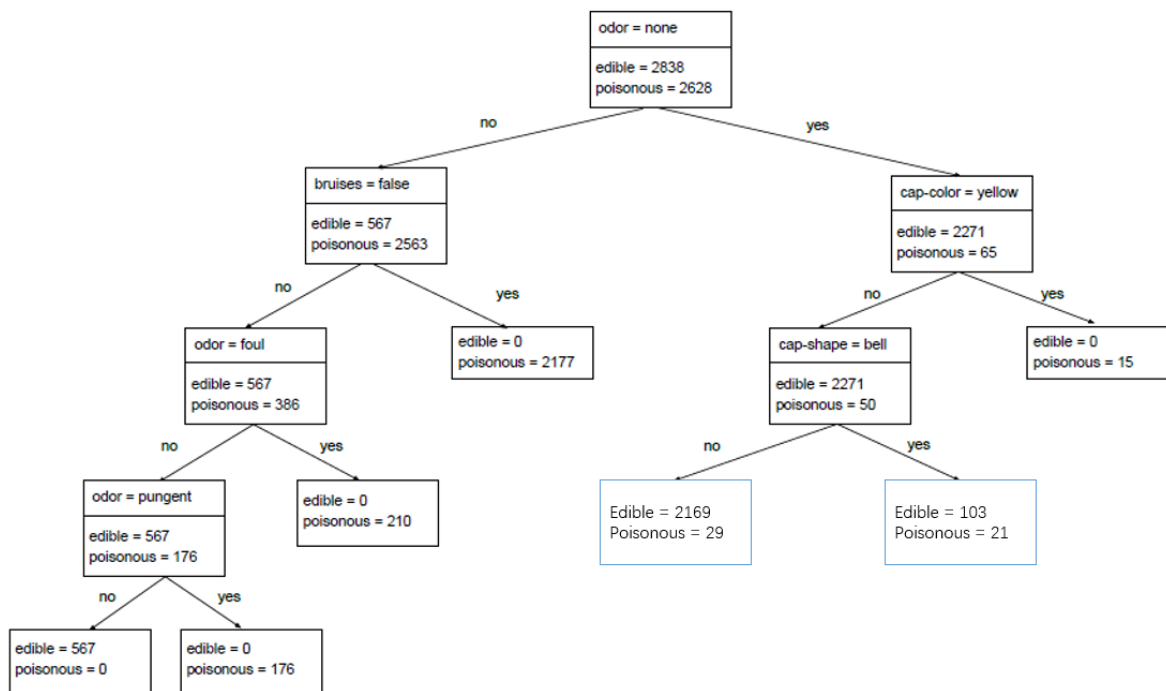 odor = none
edible = 2838
poisonous = 2628
no
yes
bruises = false
edible = 567
poisonous = 2563
cap-color = yellow
edible = 2271
poisonous = 65
no
yes
no
yes
odor = foul
edible = 567
poisonous = 386
edible = 0
poisonous = 2177
cap-shape = bell
edible = 2271
poisonous = 50
edible = 0
poisonous = 15
no
yes
no
yes
odor = pungent
edible = 567
poisonous = 176
edible = 0
poisonous = 210
Edible = 2169
Poisonous = 29
Edible = 103
Poisonous = 21
no
yes
edible = 567
poisonous = 0
edible = 0
poisonous = 176